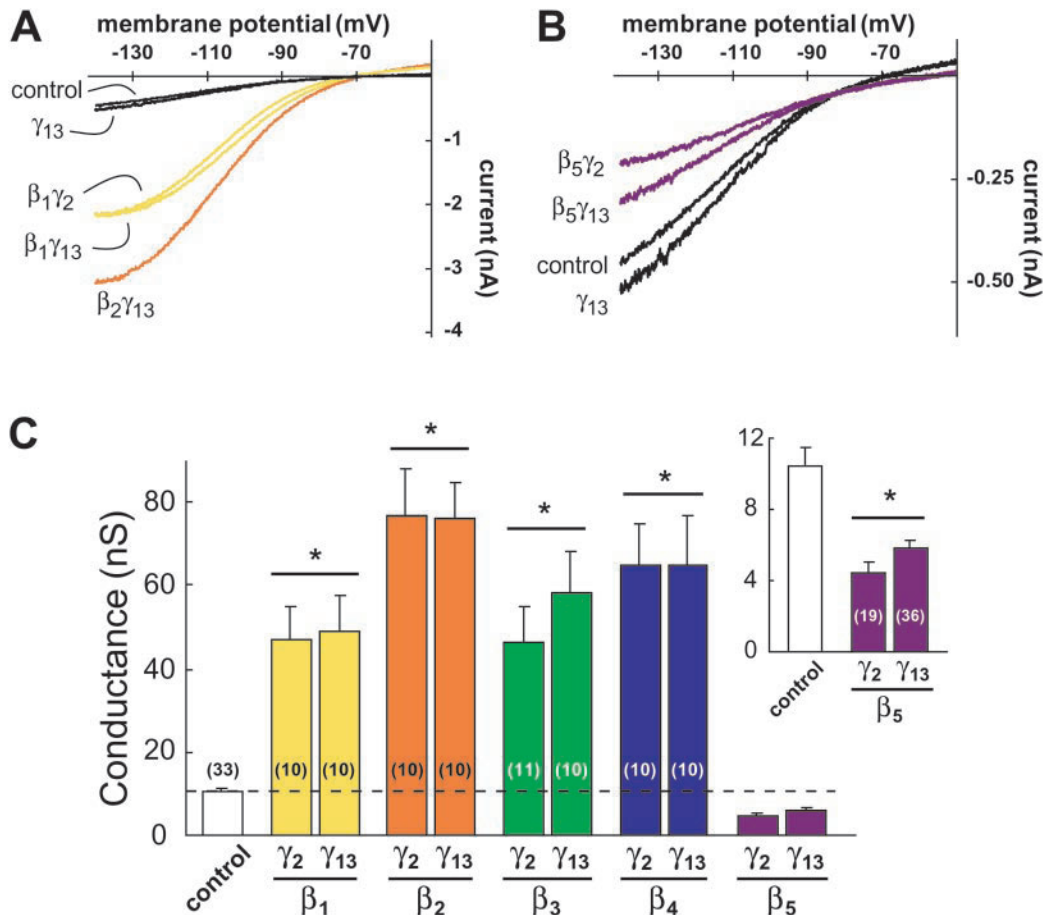 A
membrane potential (mV)
-130 -110 -90 -70
control
γ13
β1γ2
β1γ13
β2γ13
-1
-2
-3
-4
current (nA)
B
membrane potential (mV)
-130 -110 -90 -70
β5γ2
β5γ13
control
γ13
-0.25
-0.50
current (nA)
C
Conductance (nS)
80
60
40
20
0
* * * *
(33) (10) (10) (10) (10) (11) (10) (10) (10)
control γ2 γ13 γ2 γ13 γ2 γ13 γ2 γ13 γ2 γ13
β1 β2 β3 β4 β5
12
8
4
0
*
(19) (36)
control γ2 γ13
β5